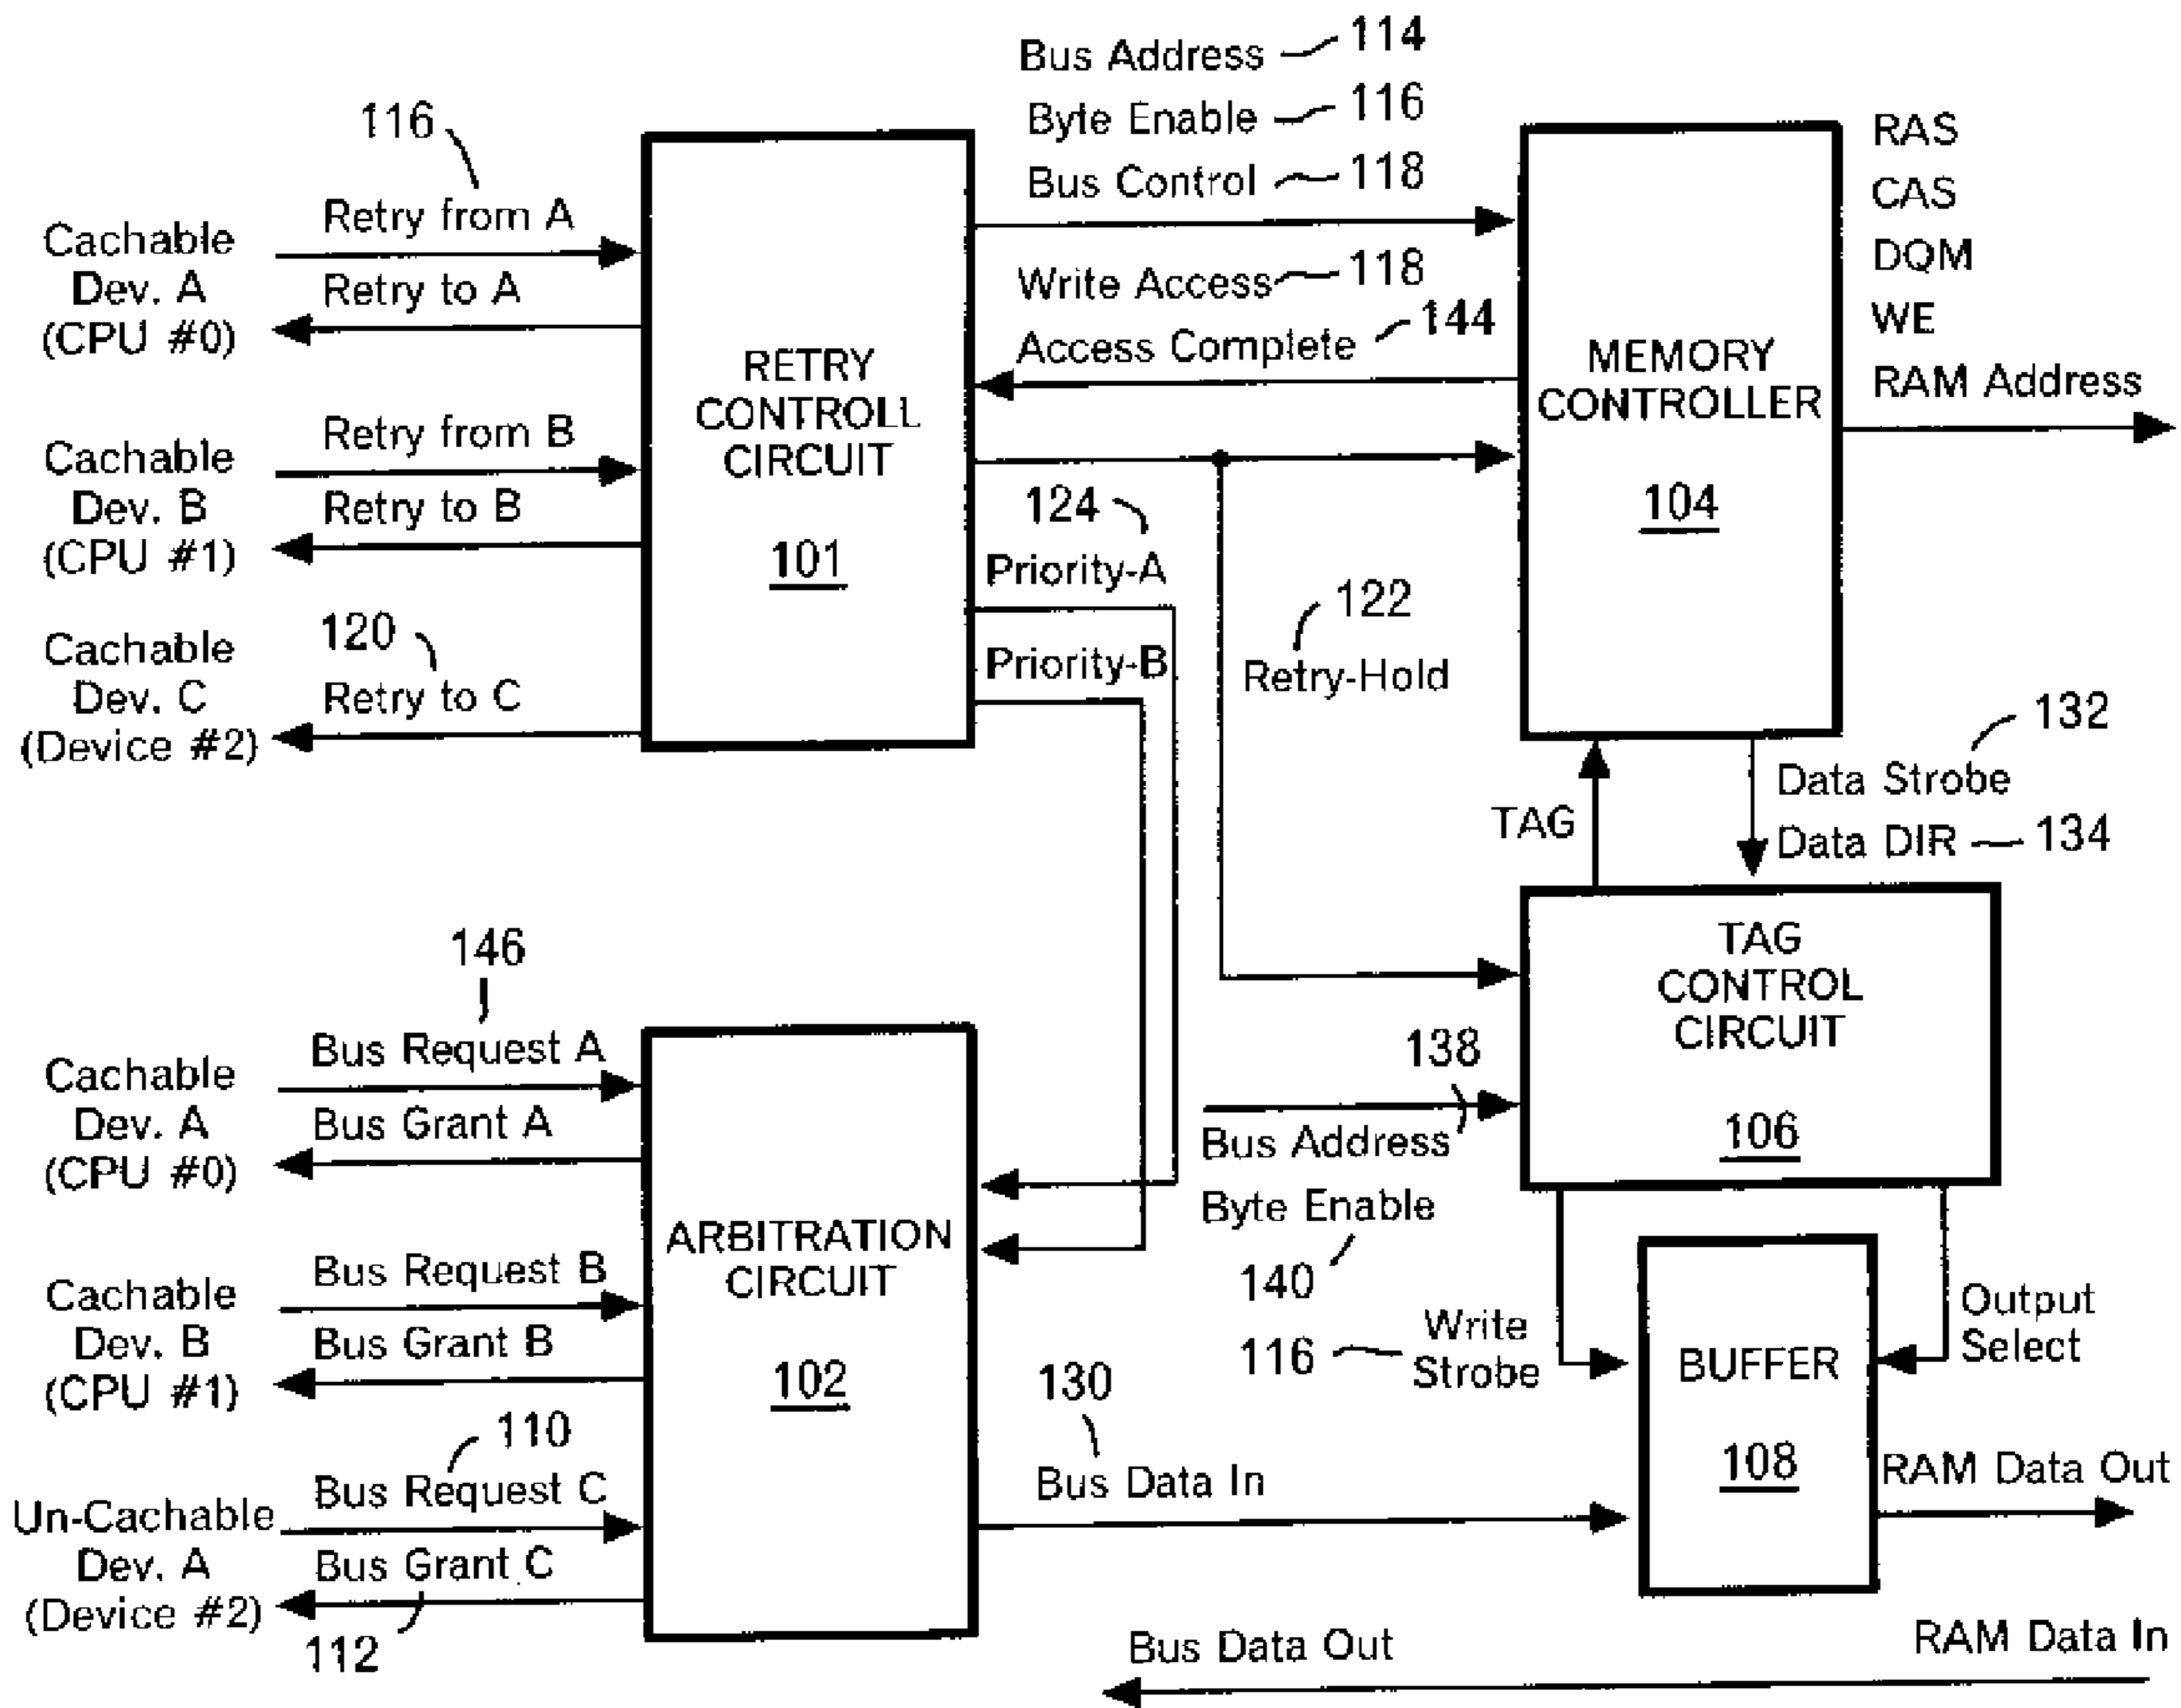 Bus Address 114
116
Byte Enable 116
Bus Control 118
Cachable
Dev. A
(CPU #0)
Retry from A
Retry to A
Write Access 118
Access Complete 144
RETRY
CONTROLL
CIRCUIT
101
MEMORY
CONTROLLER
104
RAS
CAS
DQM
WE
RAM Address
Cachable
Dev. B
(CPU #1)
Retry from B
Retry to B
124
Priority-A
122
Retry-Hold
Priority-B
Cachable
Dev. C
(Device #2)
120
Retry to C
TAG
132
Data Strobe
Data DIR 134
TAG
CONTROL
CIRCUIT
106
146
Cachable
Dev. A
(CPU #0)
Bus Request A
Bus Grant A
138
Bus Address
Byte Enable
140
ARBITRATION
CIRCUIT
102
Cachable
Dev. B
(CPU #1)
Bus Request B
Bus Grant B
116 Write
Strobe
Output
Select
BUFFER
108
110
Un-Cachable
Dev. A
(Device #2)
Bus Request C
Bus Grant C
112
130
Bus Data In
RAM Data Out
Bus Data Out
RAM Data In